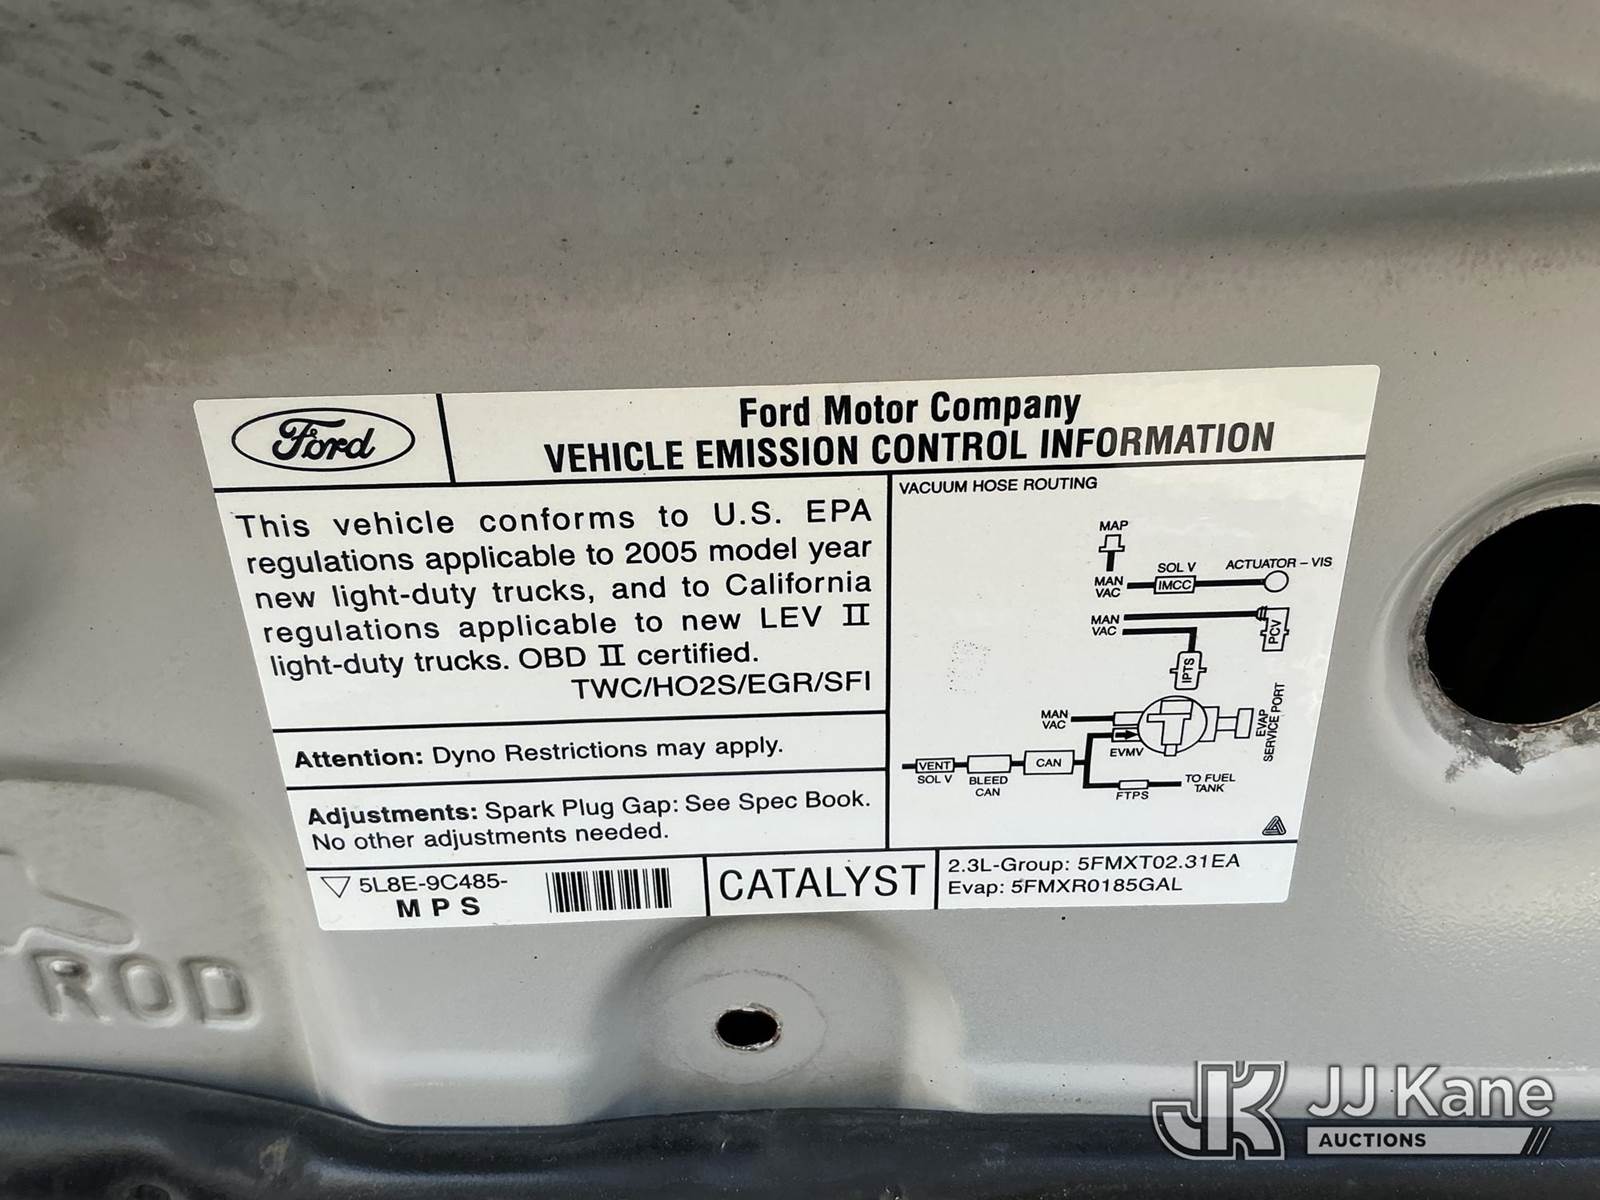 Ford
Ford Motor Company
VEHICLE EMISSION CONTROL INFORMATION
This vehicle conforms to U.S. EPA
regulations applicable to 2005 model year
new light-duty trucks, and to California
regulations applicable to new LEV II
light-duty trucks. OBD II certified.
TWC/HO2S/EGR/SFI
Attention: Dyno Restrictions may apply.
Adjustments: Spark Plug Gap: See Spec Book.
No other adjustments needed.
VACUUM HOSE ROUTING
MAP
SOL V
ACTUATOR – VIS
MAN
VAC
IMCC
MAN
VAC
PCV
IPTS
MAN
VAC
EVAP
SERVICE PORT
EVMV
VENT
SOL V
BLEED
CAN
CAN
FTPS
TO FUEL
TANK
5L8E-9C485-
M P S
CATALYST
2.3L-Group: 5FMXT02.31EA
Evap: 5FMXR0185GAL
ROD
JK JJ Kane
AUCTIONS